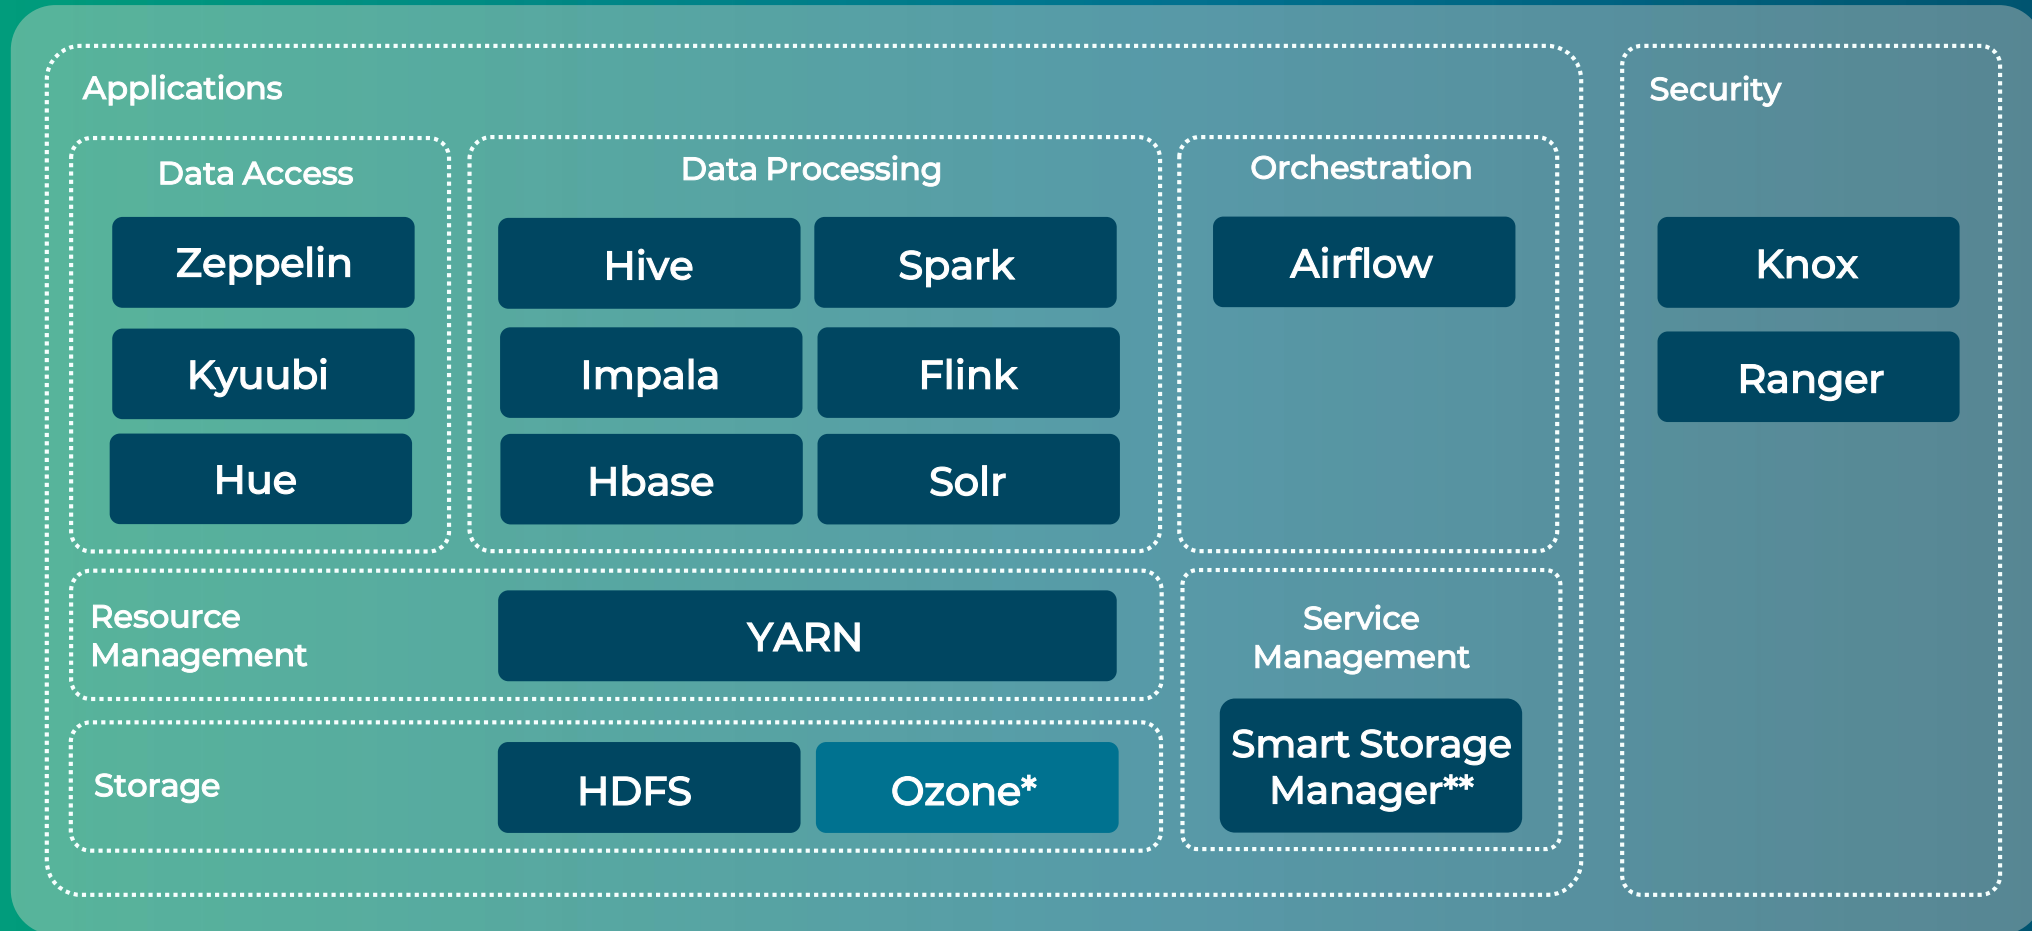 Applications
Data Access
Zeppelin
Kyuubi
Hue
Data Processing
Hive
Spark
Impala
Flink
Hbase
Solr
Orchestration
Airflow
Resource
Management
YARN
Service
Management
Smart Storage
Manager**
Storage
HDFS
Ozone*
Security
Knox
Ranger